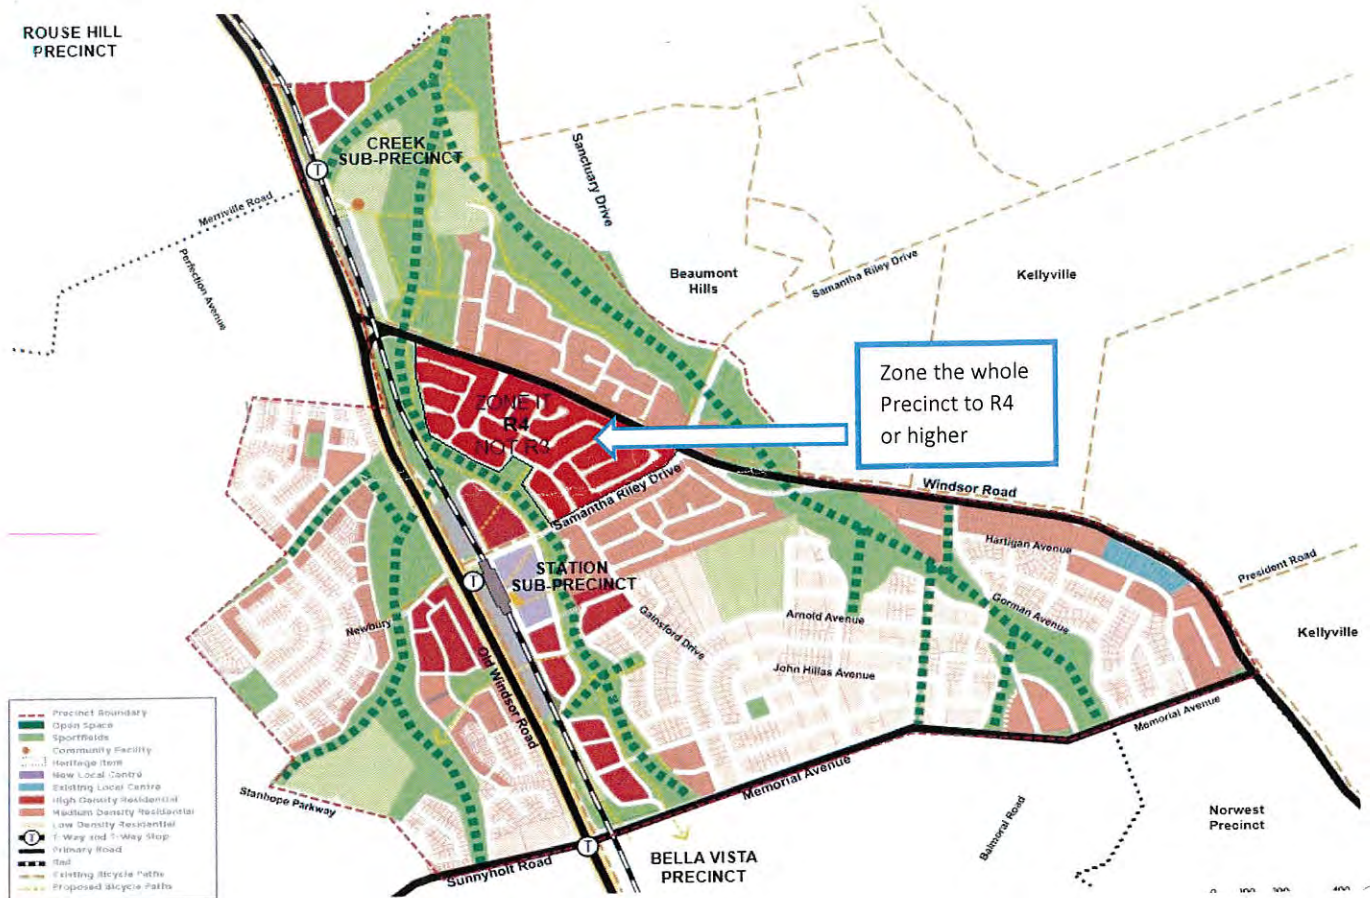 ROUSE HILL
PRECINCT
CREEK
SUB-PRECINCT
Sanctuary Drive
Merriville Road
Perfection Avenue
Beaumont
Hills
Samantha Riley Drive
Kellyville
Zone the whole
Precinct to R4
or higher
ZONE IT
R4
NOT R3
Samantha Riley Drive
Windsor Road
Hartigan Avenue
President Road
STATION
SUB-PRECINCT
Gainsford Drive
Arnold Avenue
Gorman Avenue
Newbury
Old Windsor Road
John Hillas Avenue
Kellyville
Memorial Avenue
Memorial Avenue
Stanhope Parkway
Balmoral Road
Norwest
Precinct
Sunnyholt Road
BELLA VISTA
PRECINCT
Precinct Boundary
Open Space
Sportfields
Community Facility
Heritage Item
New Local Centre
Existing Local Centre
High Density Residential
Medium Density Residential
Low Density Residential
T T-Way and T-Way Stop
Primary Road
Rail
Existing Bicycle Paths
Proposed Bicycle Paths
T
T
T
0 100 200 400